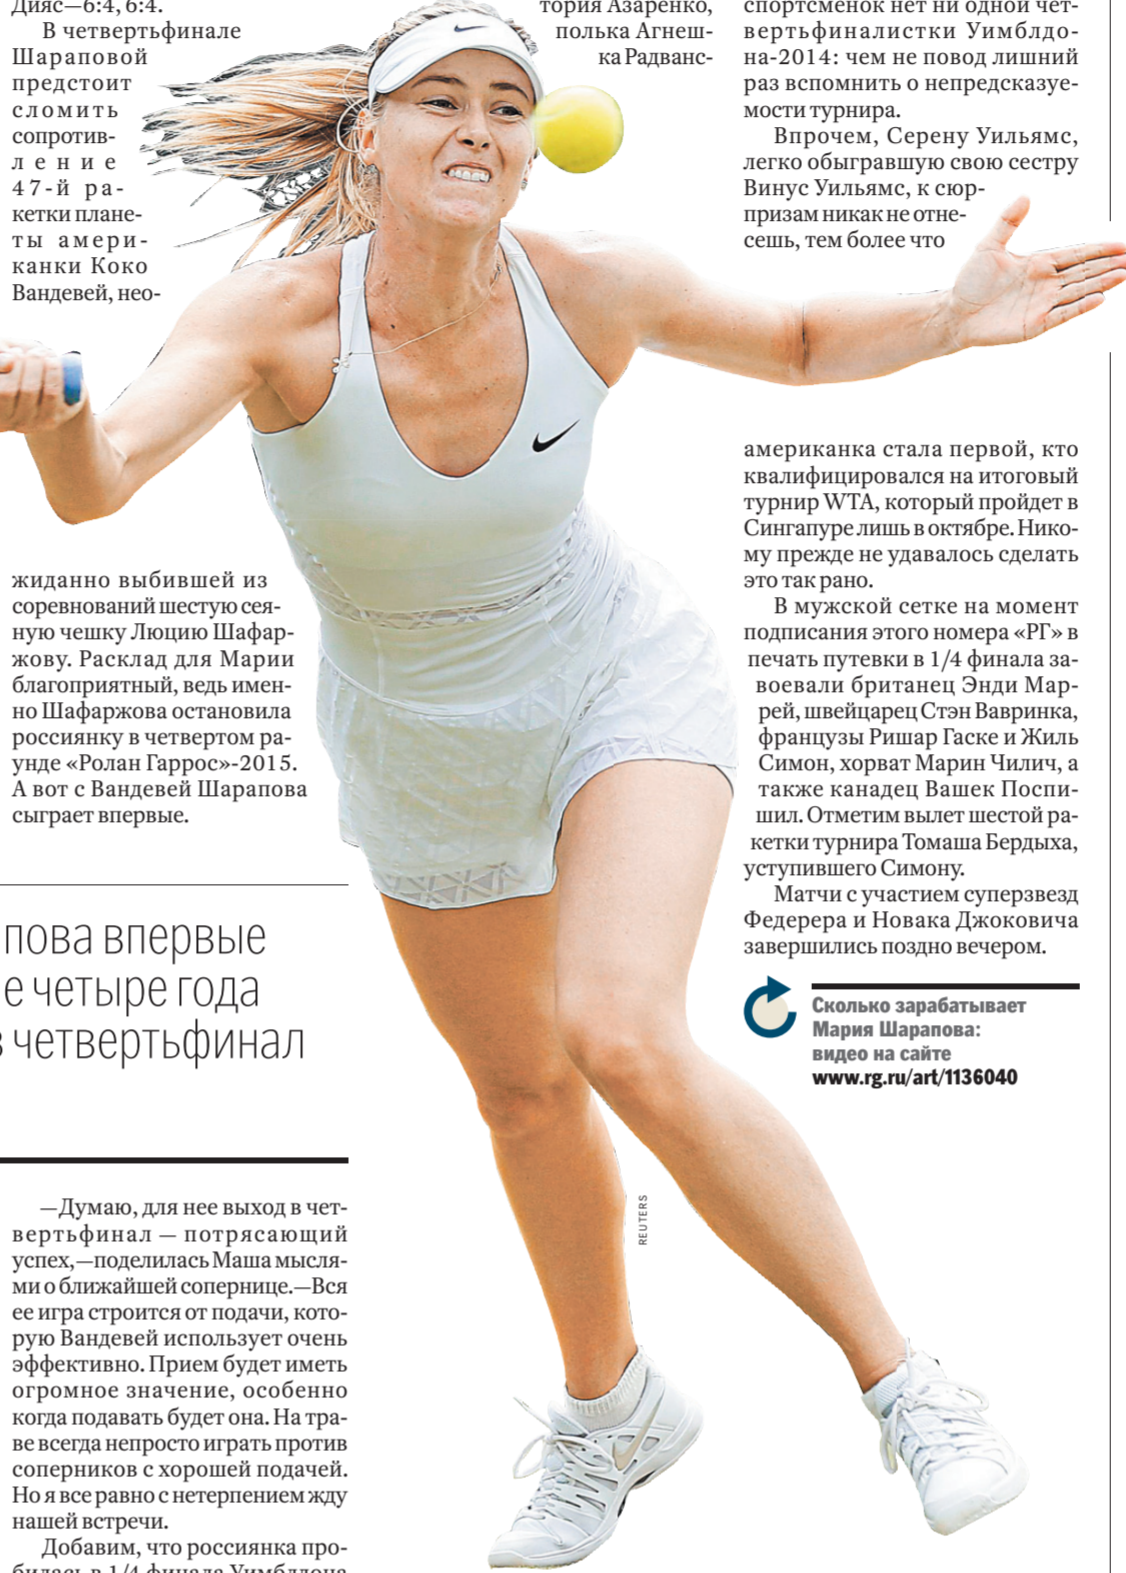 Дияс—6:4, 6:4.
В четвертьфинале
Шараповой
предстоит
сломить
сопротив-
ление
47-й ра-
кетки плане-
ты амери-
канки Коко
Вандевей, нео-
жиданно выбившей из
соревнований шестую сея-
ную чешку Люцию Шафар-
жову. Расклад для Марии
благоприятный, ведь имен-
но Шафаржова остановила
россиянку в четвертом ра-
унде «Ролан Гаррос»-2015.
А вот с Вандевей Шарапова
сыграет впервые.
пова впервые
е четыре года
в четвертьфинал
—Думаю, для нее выход в чет-
вертьфинал — потрясающий
успех,—поделилась Маша мысля-
ми о ближайшей сопернице.—Вся
ее игра строится от подачи, кото-
рую Вандевей использует очень
эффективно. Прием будет иметь
огромное значение, особенно
когда подавать будет она. На тра-
ве всегда непросто играть против
соперников с хорошей подачей.
Но я все равно с нетерпением жду
нашей встречи.
Добавим, что россиянка про-
билась в 1/4 финала Уимблдона
тория Азаренко,
полька Агнеш-
ка Радванс-
REUTERS
спортсменок нет ни одной чет-
вертьфиналистки Уимблдо-
на-2014: чем не повод лишний
раз вспомнить о непредсказуе-
мости турнира.
Впрочем, Серену Уильямс,
легко обыгравшую свою сестру
Винус Уильямс, к сюр-
призам никак не отне-
сешь, тем более что
американка стала первой, кто
квалифицировался на итоговый
турнир WTA, который пройдет в
Сингапуре лишь в октябре. Нико-
му прежде не удавалось сделать
это так рано.
В мужской сетке на момент
подписания этого номера «РГ» в
печать путевки в 1/4 финала за-
воевали британец Энди Мар-
рей, швейцарец Стэн Вавринка,
французы Ришар Гаске и Жиль
Симон, хорват Марин Чилич, а
также канадец Вашек Поспи-
шил. Отметим вылет шестой ра-
кетки турнира Томаша Бердыха,
уступившего Симону.
Матчи с участием суперзвезд
Федерера и Новака Джоковича
завершились поздно вечером.
Сколько зарабатывает
Мария Шарапова:
видео на сайте
www.rg.ru/art/1136040